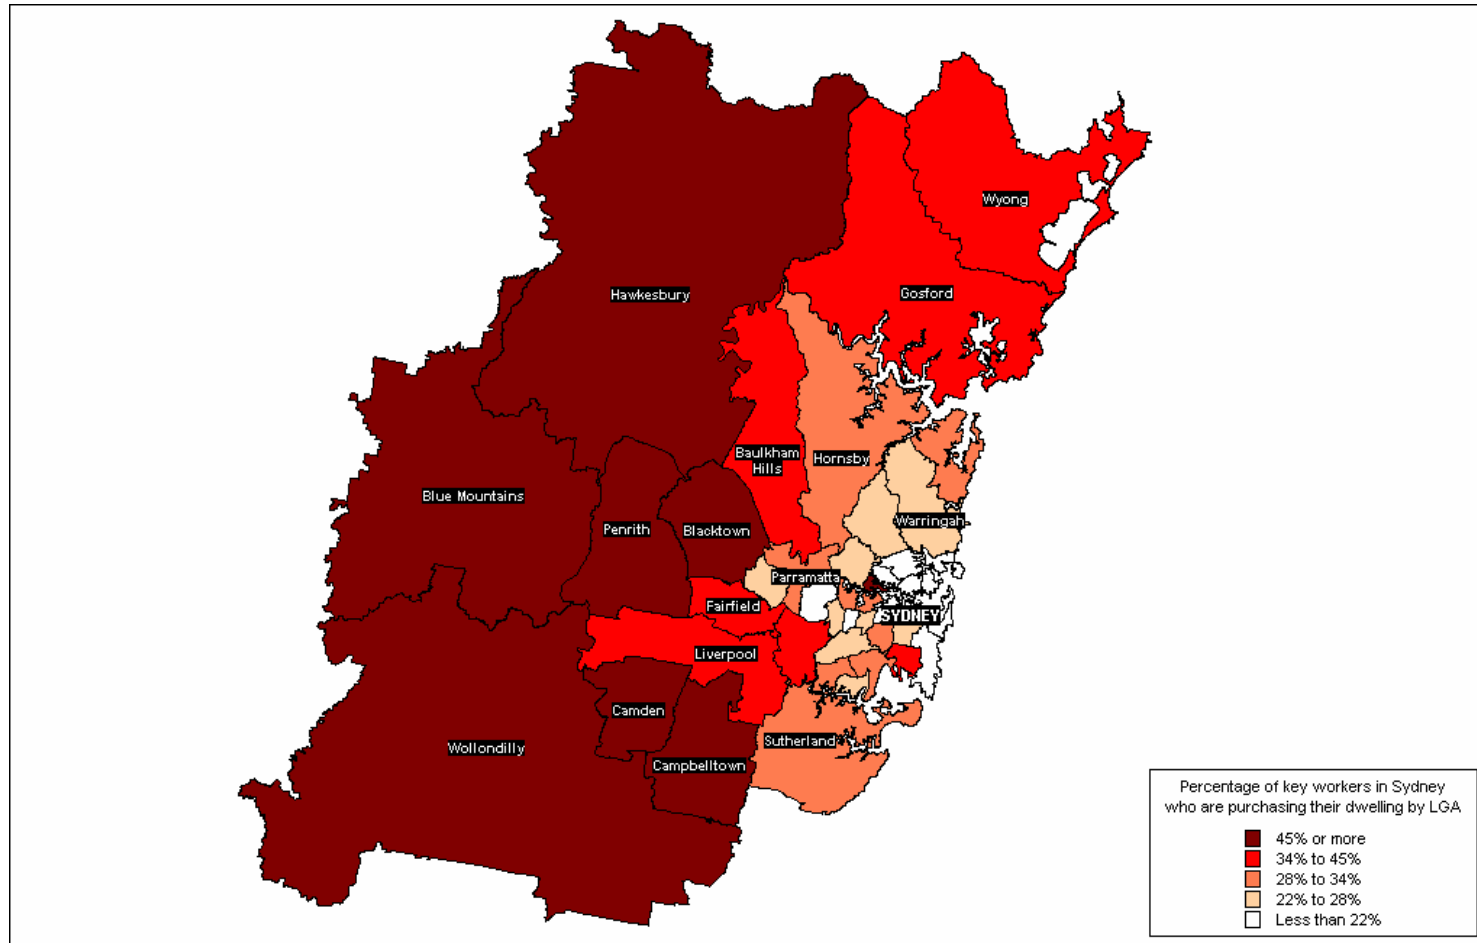 Wyong
Gosford
Hawkesbury
Baulkham
Hills
Hornsby
Blue Mountains
Warringah
Penrith
Blacktown
Parramatta
Fairfield
SYDNEY
Liverpool
Camden
Sutherland
Wollondilly
Campbelltown
Percentage of key workers in Sydney
who are purchasing their dwelling by LGA
45% or more
34% to 45%
28% to 34%
22% to 28%
Less than 22%